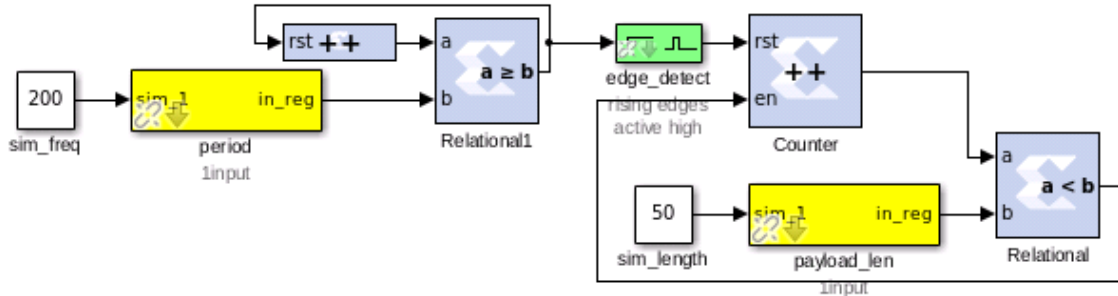 rst ++
a
a ≥ b
b
Relational1
200
sim_freq
sim_1 in_reg
period
1input
edge_detect
rising edges
active high
rst
++
en
Counter
50
sim_length
sim_1 in_reg
payload_len
1input
a
a < b
b
Relational